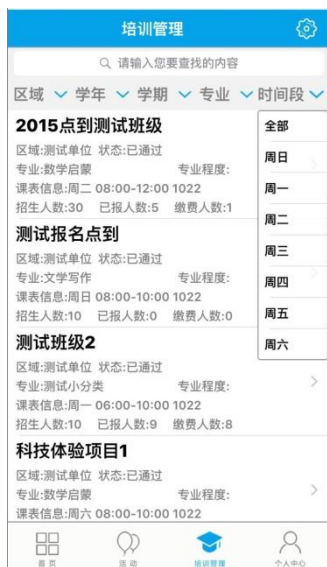 培训管理
请输入您要查找的内容
区域 学年 学期 专业 时间段
2015点到测试班级
区域:测试单位 状态:已通过
专业:数学启蒙 专业程度:
课表信息:周二 08:00-12:00 1022
招生人数:30 已报人数:5 缴费人数:1
测试报名点到
区域:测试单位 状态:已通过
专业:文学写作 专业程度:
课表信息:周日 08:00-10:00 1022
招生人数:10 已报人数:0 缴费人数:0
测试班级2
区域:测试单位 状态:已通过
专业:测试小分类 专业程度:
课表信息:周一 06:00-10:00 1022
招生人数:10 已报人数:9 缴费人数:8
科技体验项目1
区域:测试单位 状态:已通过
专业:数学启蒙 专业程度:
课表信息:周六 08:00-10:00 1022
全部
周日
周一
周二
周三
周四
周五
周六
首页 活动 培训管理 个人中心